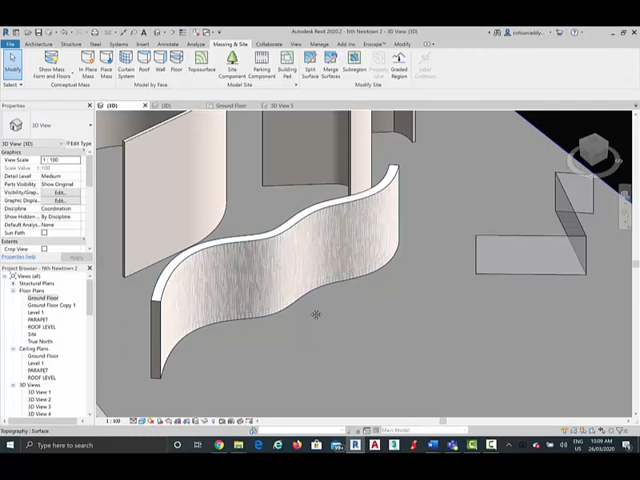 Autodesk Revit 2020.2 - Nth Newtown 2 - 3D View: {3D}
File
Architecture
Structure
Steel
Systems
Insert
Annotate
Analyze
Massing & Site
Collaborate
View
Manage
Add-Ins
Enscape™
Modify
Modify
Show Mass
Form and Floors
In-Place
Mass
Place
Mass
Curtain
System
Roof
Wall
Floor
Toposurface
Site
Component
Parking
Component
Building
Pad
Split
Surface
Merge
Surfaces
Subregion
Property
Line
Graded
Region
Label
Contours
Select
Conceptual Mass
Model by Face
Model Site
Modify Site
Properties
{3D}
(3D)
Ground Floor
3D View 5
3D View
3D View: {3D}
Edit Type
Graphics
View Scale
1 : 100
Scale Value
Detail Level
Medium
Parts Visibility
Show Original
Visibility/Grap...
Edit...
Graphic Display...
Edit...
Discipline
Coordination
Show Hidden ...
By Discipline
Default Analys...
None
Sun Path
Extents
Crop View
Properties help
Apply
Project Browser - Nth Newtown 2
Views (all)
Structural Plans
Floor Plans
Ground Floor
Ground Floor Copy 1
Level 1
PARAPET
ROOF LEVEL
Site
True North
Ceiling Plans
Ground Floor
Level 1
PARAPET
ROOF LEVEL
3D Views
3D View 1
3D View 2
3D View 3
3D View 4
1 : 100
Topography : Surface
Main Model
Type here to search
ENG
10:09 AM
26/03/2020